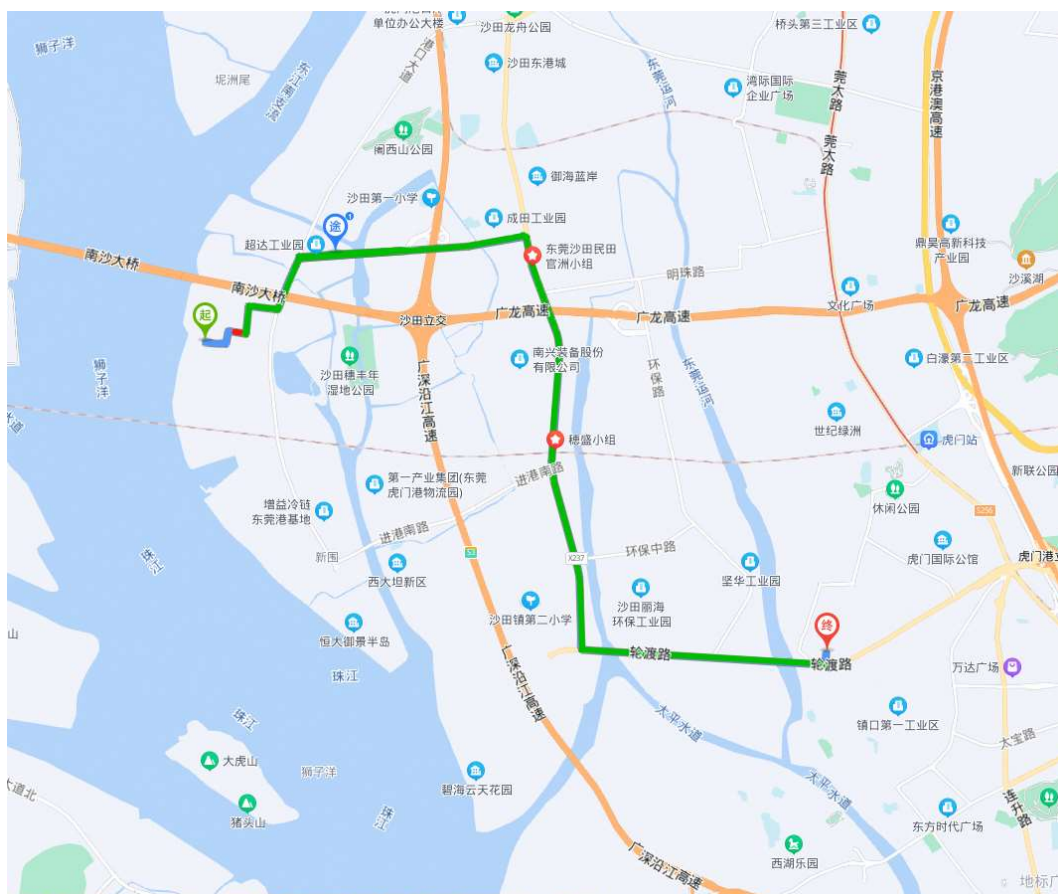 单位办公大楼
沙田龙舟公园
桥头第三工业区
狮子洋
坭洲尾
港口大道
沙田东港城
东莞运河
湾际国际
企业广场
莞太路
京港澳高速
东江南支流
阇西山公园
莞太路
御海蓝岸
沙田第一小学
成田工业园
途
1
超达工业园
东莞沙田民田
官洲小组
鼎昊高新科技
产业园
沙溪湖
南沙大桥
明珠路
南沙大桥
文化广场
起
沙田立交
广龙高速
广龙高速
广龙高速
狮子洋
沙田穗丰年
湿地公园
广深沿江高速
南兴装备股份
有限公司
环保路
东莞运河
白濠第二工业区
水道
穗盛小组
世纪绿洲
虎门站
新联公园
第一产业集团(东莞
虎门港物流园)
进港南路
增益冷链
东莞港基地
进港南路
休闲公园
S256
新围
珠江
S3
X237
环保中路
虎门国际公馆
西大坦新区
坚华工业园
沙田镇第二小学
沙田丽海
环保工业园
恒大御景半岛
终
山
珠江
广深沿江高速
轮渡路
轮渡路
万达广场
珠江
太平水道
镇口第一工业区
太宝路
大虎山
狮子洋
碧海云天花园
太平水道
大道北
猪头山
珠江
连升路
东方时代广场
广深沿江高速
西湖乐园